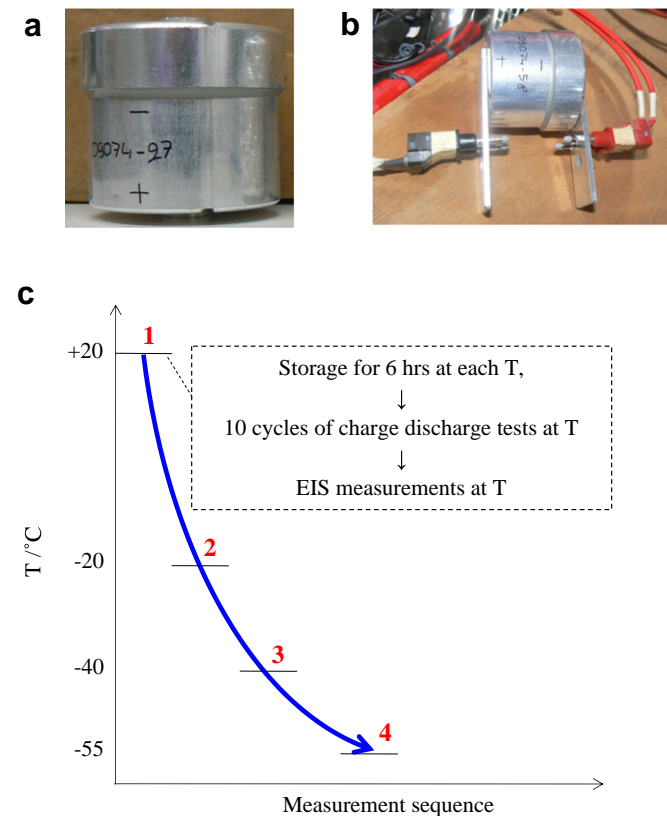 a
b
−
09074-27
+
+ −
09074-58
c
+20
1
Storage for 6 hrs at each T,
↓
10 cycles of charge discharge tests at T
↓
EIS measurements at T
T /°C
-20
2
-40
3
-55
4
Measurement sequence